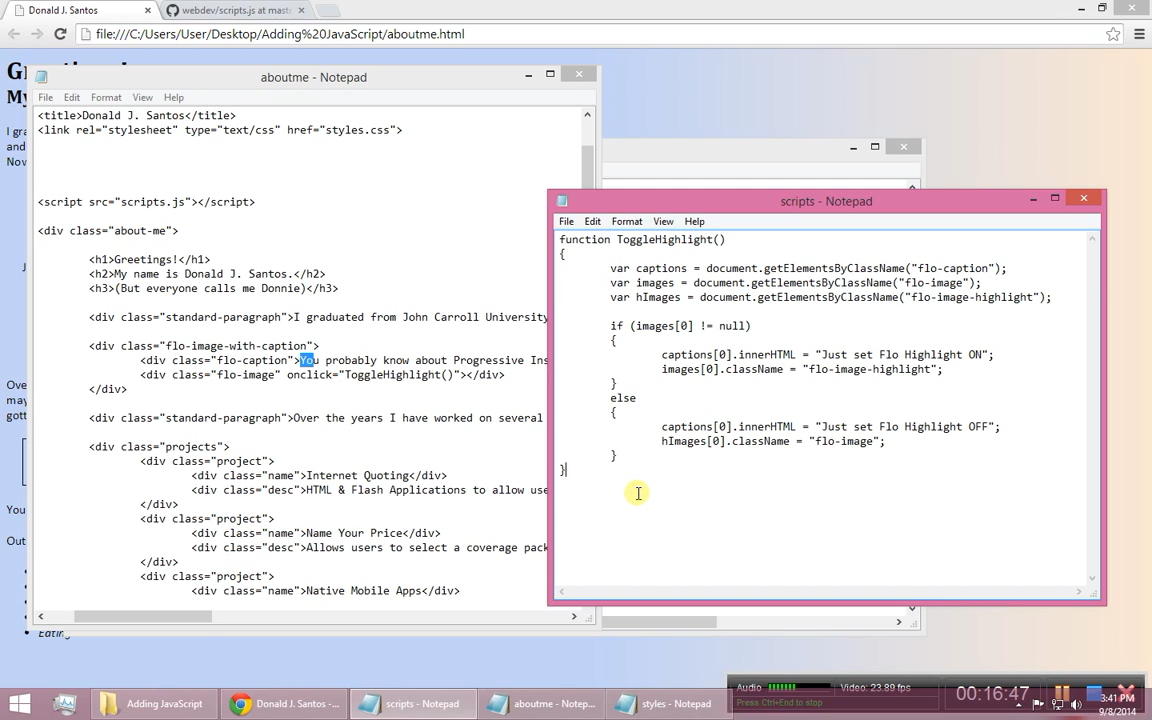 Donald J. Santos
webdev/scripts.js at mast
file:///C:/Users/User/Desktop/Adding%20JavaScript/aboutme.html
My
I gra
and
Nov
Ove
may
gott
You
Out
Eating
aboutme - Notepad
File Edit Format View Help
<title>Donald J. Santos</title>
<link rel="stylesheet" type="text/css" href="styles.css">
<script src="scripts.js"></script>
<div class="about-me">
<h1>Greetings!</h1>
<h2>My name is Donald J. Santos.</h2>
<h3>(But everyone calls me Donnie)</h3>
<div class="standard-paragraph">I graduated from John Carroll University
<div class="flo-image-with-caption">
<div class="flo-caption">You probably know about Progressive Ins
<div class="flo-image" onclick="ToggleHighlight()"></div>
</div>
<div class="standard-paragraph">Over the years I have worked on several
<div class="projects">
<div class="project">
<div class="name">Internet Quoting</div>
<div class="desc">HTML & Flash Applications to allow use
</div>
<div class="project">
<div class="name">Name Your Price</div>
<div class="desc">Allows users to select a coverage pack
</div>
<div class="project">
<div class="name">Native Mobile Apps</div>
scripts - Notepad
File Edit Format View Help
function ToggleHighlight()
{
var captions = document.getElementsByClassName("flo-caption");
var images = document.getElementsByClassName("flo-image");
var hImages = document.getElementsByClassName("flo-image-highlight");
if (images[0] != null)
{
captions[0].innerHTML = "Just set Flo Highlight ON";
images[0].className = "flo-image-highlight";
}
else
{
captions[0].innerHTML = "Just set Flo Highlight OFF";
hImages[0].className = "flo-image";
}
}
Adding JavaScript
Donald J. Santos -...
scripts - Notepad
aboutme - Notep...
styles - Notepad
Audio
Video: 23.89 fps
Press Ctrl+End to stop
00:16:47
3:41 PM
9/8/2014